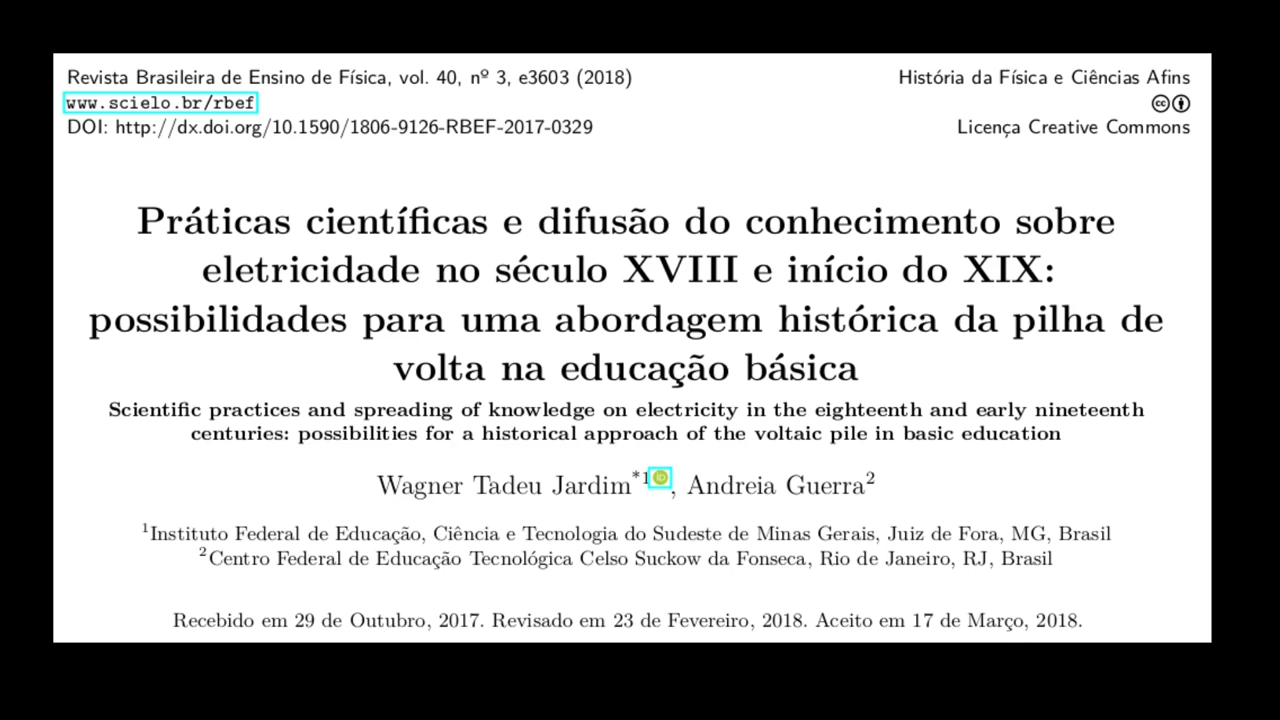 Revista Brasileira de Ensino de Física, vol. 40, nº 3, e3603 (2018)
www.scielo.br/rbef
DOI: http://dx.doi.org/10.1590/1806-9126-RBEF-2017-0329
História da Física e Ciências Afins
cc
Licença Creative Commons
Práticas científicas e difusão do conhecimento sobre
eletricidade no século XVIII e início do XIX:
possibilidades para uma abordagem histórica da pilha de
volta na educação básica
Scientific practices and spreading of knowledge on electricity in the eighteenth and early nineteenth
centuries: possibilities for a historical approach of the voltaic pile in basic education
Wagner Tadeu Jardim*1 iD, Andreia Guerra2
1Instituto Federal de Educação, Ciência e Tecnologia do Sudeste de Minas Gerais, Juiz de Fora, MG, Brasil
2Centro Federal de Educação Tecnológica Celso Suckow da Fonseca, Rio de Janeiro, RJ, Brasil
Recebido em 29 de Outubro, 2017. Revisado em 23 de Fevereiro, 2018. Aceito em 17 de Março, 2018.